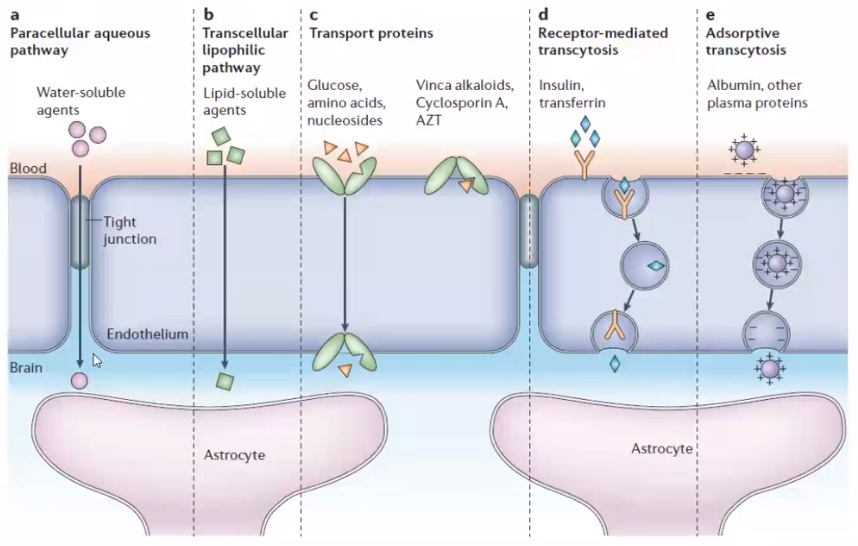 a
Paracellular aqueous
pathway
b
Transcellular
lipophilic
pathway
c
Transport proteins
d
Receptor-mediated
transcytosis
e
Adsorptive
transcytosis
Water-soluble
agents
Lipid-soluble
agents
Glucose,
amino acids,
nucleosides
Vinca alkaloids,
Cyclosporin A,
AZT
Insulin,
transferrin
Albumin, other
plasma proteins
Blood
Tight
junction
Endothelium
Brain
Astrocyte
Astrocyte